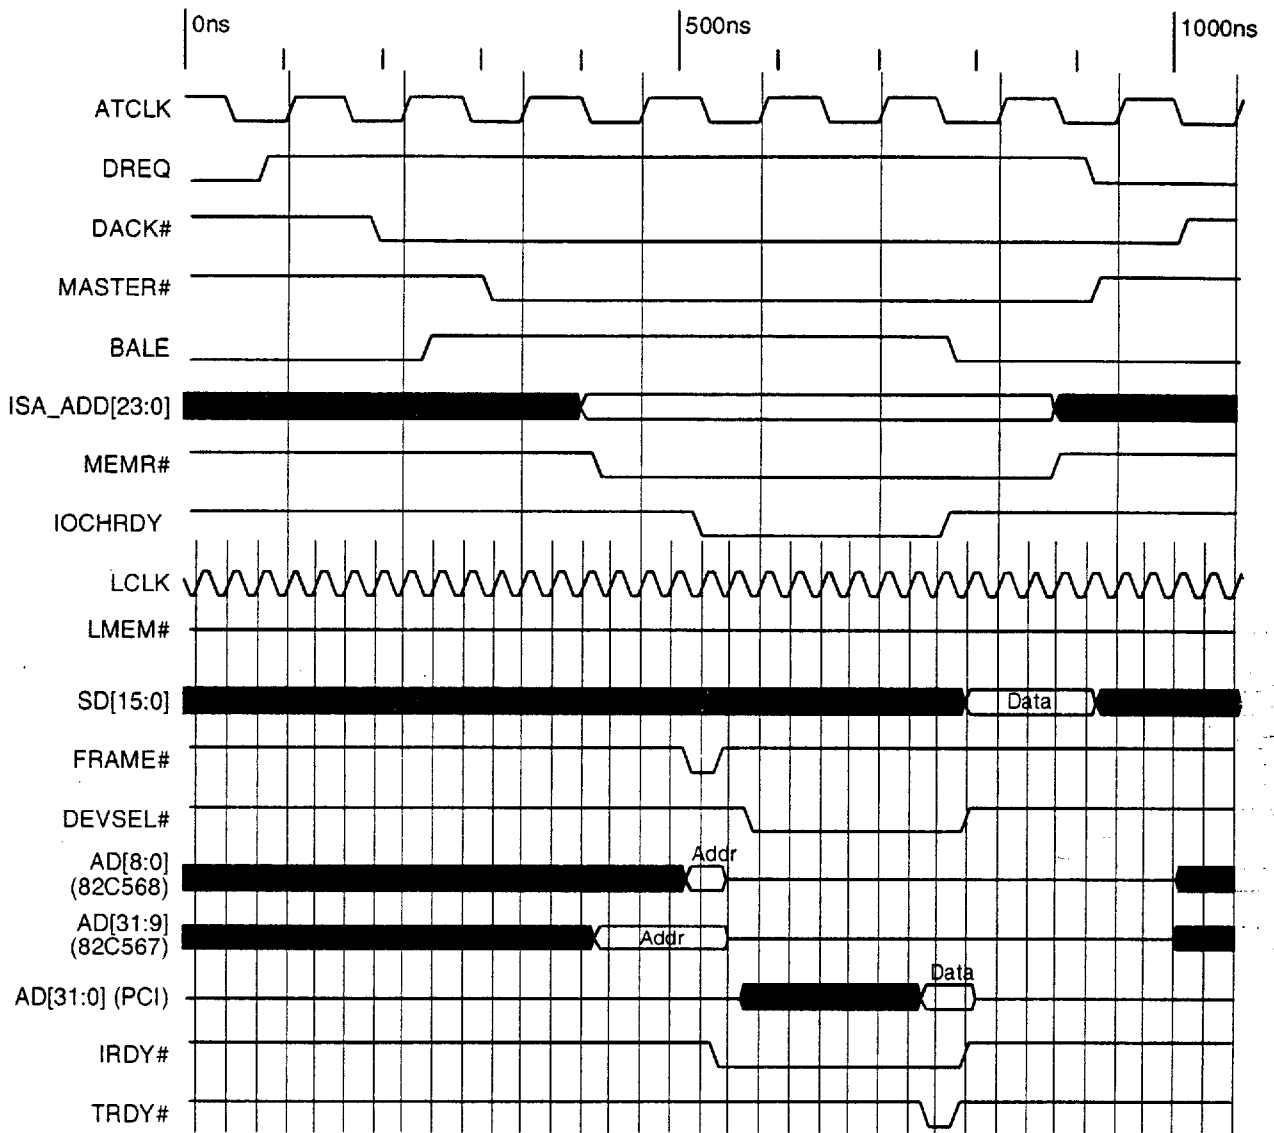 0ns 500ns 1000ns
ATCLK
DREQ
DACK#
MASTER#
BALE
ISA_ADD[23:0]
MEMR#
IOCHRDY
LCLK
LMEM#
SD[15:0] Data
FRAME#
DEVSEL#
AD[8:0] Addr
(82C568)
AD[31:9]
(82C567) Addr
Data
AD[31:0] (PCI)
IRDY#
TRDY#